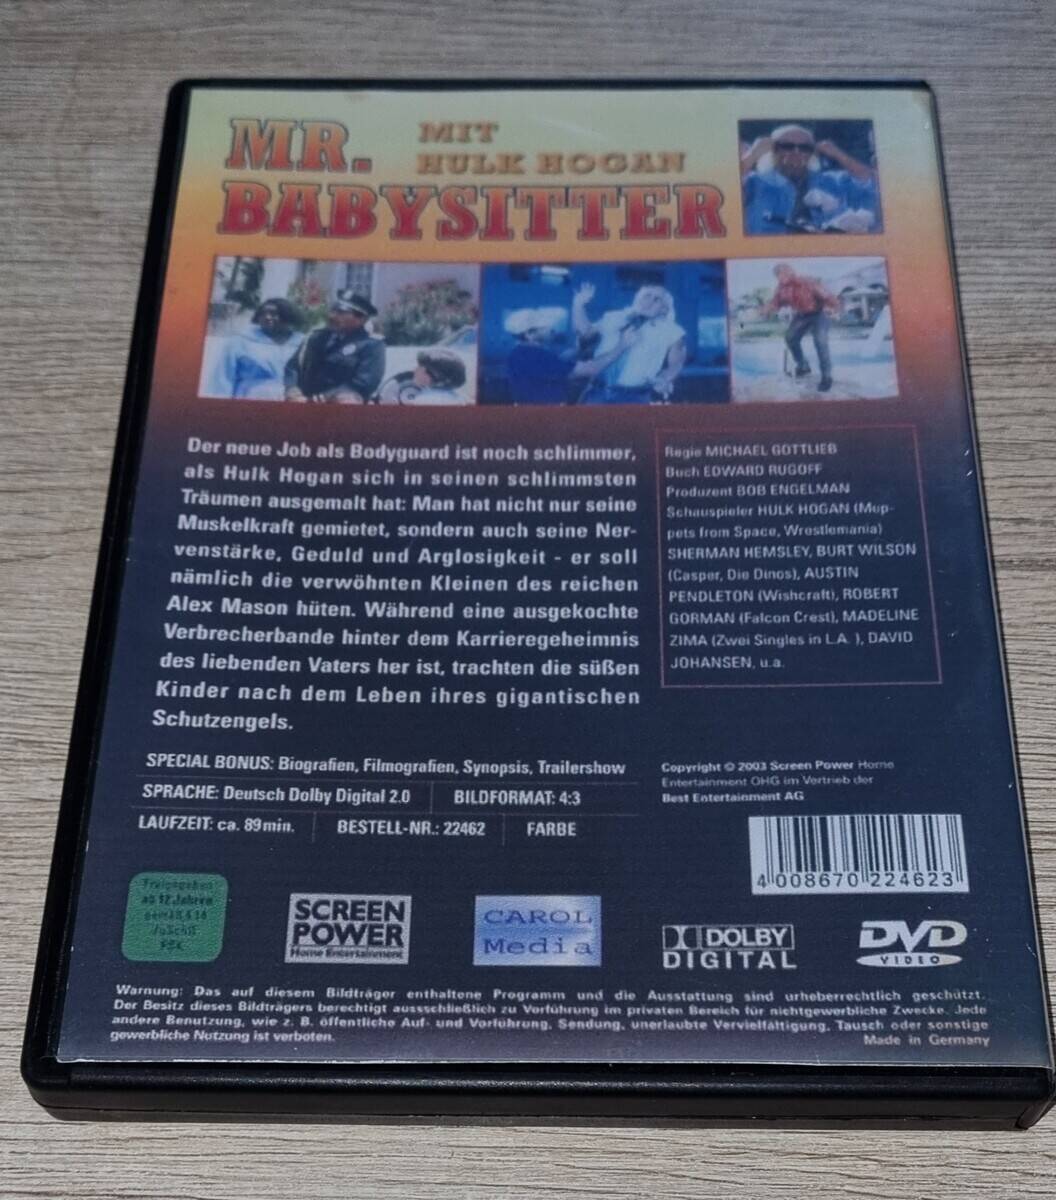 MR.
MIT
HULK HOGAN
BABYSITTER
Der neue Job als Bodyguard ist noch schlimmer,
als Hulk Hogan sich in seinen schlimmsten
Träumen ausgemalt hat: Man hat nicht nur seine
Muskelkraft gemietet, sondern auch seine Ner-
venstärke, Geduld und Arglosigkeit - er soll
nämlich die verwöhnten Kleinen des reichen
Alex Mason hüten. Während eine ausgekochte
Verbrecherbande hinter dem Karrieregeheimnis
des liebenden Vaters her ist, trachten die süßen
Kinder nach dem Leben ihres gigantischen
Schutzengels.
Regie MICHAEL GOTTLIEB
Buch EDWARD RUGOFF
Produzent BOB ENGELMAN
Schauspieler HULK HOGAN (Mup-
pets from Space, Wrestlemania)
SHERMAN HEMSLEY, BURT WILSON
(Casper, Die Dinos), AUSTIN
PENDLETON (Wishcraft), ROBERT
GORMAN (Falcon Crest), MADELINE
ZIMA (Zwei Singles in L.A. ), DAVID
JOHANSEN, u.a.
SPECIAL BONUS: Biografien, Filmografien, Synopsis, Trailershow
SPRACHE: Deutsch Dolby Digital 2.0
BILDFORMAT: 4:3
LAUFZEIT: ca. 89min.
BESTELL-NR.: 22462
FARBE
Copyright © 2003 Screen Power Home
Entertainment OHG im Vertrieb der
Best Entertainment AG
4 008670 224623
Freigegeben
ab 12 Jahren
gemäß § 14
JuSchG
FSK
SCREEN
POWER
Home Entertainment
CAROL
Media
DOLBY
DIGITAL
DVD
VIDEO
Warnung: Das auf diesem Bildträger enthaltene Programm und die Ausstattung sind urheberrechtlich geschützt.
Der Besitz dieses Bildträgers berechtigt aussschließlich zu Vorführung im privaten Bereich für nichtgewerbliche Zwecke. Jede
andere Benutzung, wie z. B. öffentliche Auf- und Vorführung, Sendung, unerlaubte Vervielfältigung, Tausch oder sonstige
gewerbliche Nutzung ist verboten.
Made in Germany